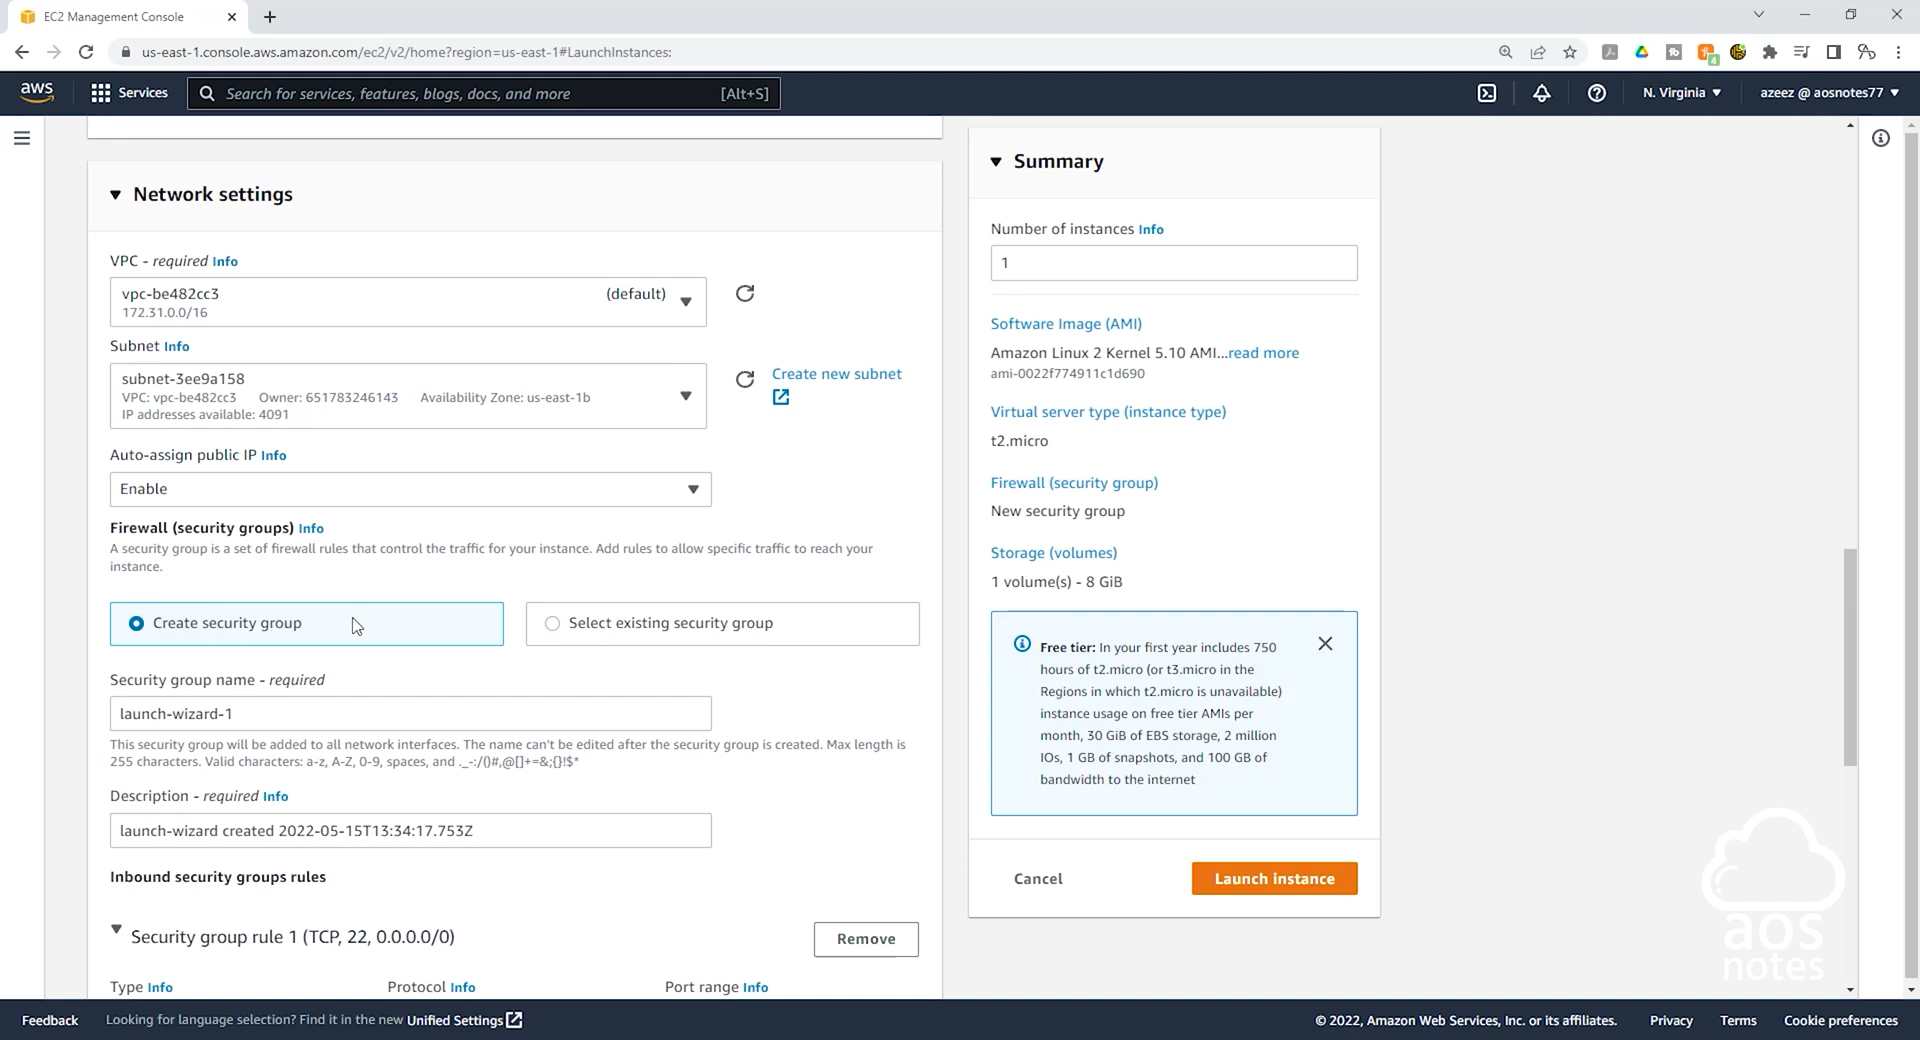 EC2 Management Console
us-east-1.console.aws.amazon.com/ec2/v2/home?region=us-east-1#LaunchInstances:
4
aws
Services
Search for services, features, blogs, docs, and more
[Alt+S]
N. Virginia
azeez @ aosnotes77
Network settings
VPC - required Info
vpc-be482cc3
(default)
172.31.0.0/16
Subnet Info
subnet-3ee9a158
VPC: vpc-be482cc3 Owner: 651783246143 Availability Zone: us-east-1b
IP addresses available: 4091
Create new subnet
Auto-assign public IP Info
Enable
Firewall (security groups) Info
A security group is a set of firewall rules that control the traffic for your instance. Add rules to allow specific traffic to reach your
instance.
Create security group
Select existing security group
Security group name - required
launch-wizard-1
This security group will be added to all network interfaces. The name can't be edited after the security group is created. Max length is
255 characters. Valid characters: a-z, A-Z, 0-9, spaces, and ._-:/()#,@[]+=&;{}!$*
Description - required Info
launch-wizard created 2022-05-15T13:34:17.753Z
Inbound security groups rules
Security group rule 1 (TCP, 22, 0.0.0.0/0)
Remove
Type Info
Protocol Info
Port range Info
Summary
Number of instances Info
1
Software Image (AMI)
Amazon Linux 2 Kernel 5.10 AMI...read more
ami-0022f774911c1d690
Virtual server type (instance type)
t2.micro
Firewall (security group)
New security group
Storage (volumes)
1 volume(s) - 8 GiB
Free tier: In your first year includes 750
hours of t2.micro (or t3.micro in the
Regions in which t2.micro is unavailable)
instance usage on free tier AMIs per
month, 30 GiB of EBS storage, 2 million
IOs, 1 GB of snapshots, and 100 GB of
bandwidth to the internet
Cancel
Launch instance
aos
notes
Feedback
Looking for language selection? Find it in the new Unified Settings
© 2022, Amazon Web Services, Inc. or its affiliates.
Privacy
Terms
Cookie preferences